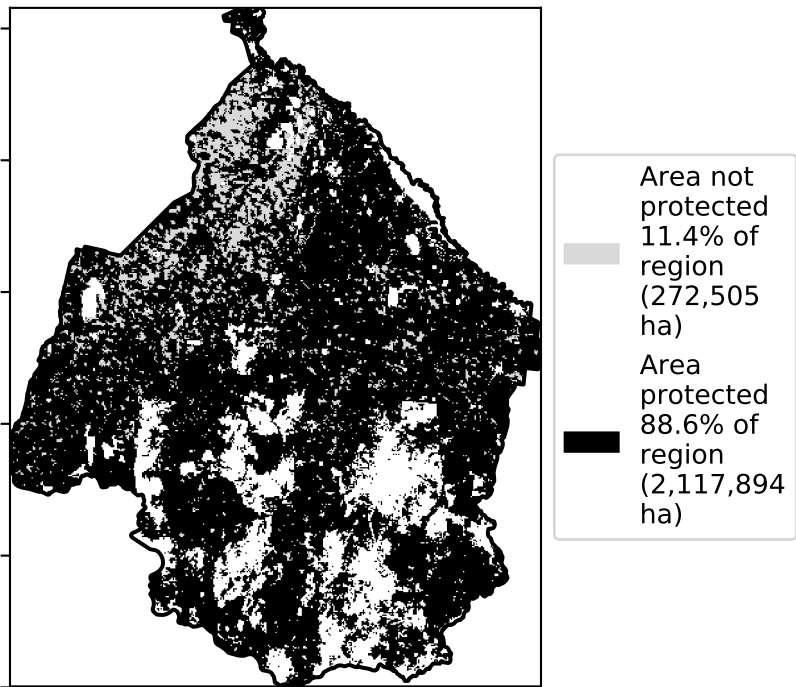 Area not
protected
11.4% of
region
(272,505
ha)
Area
protected
88.6% of
region
(2,117,894
ha)